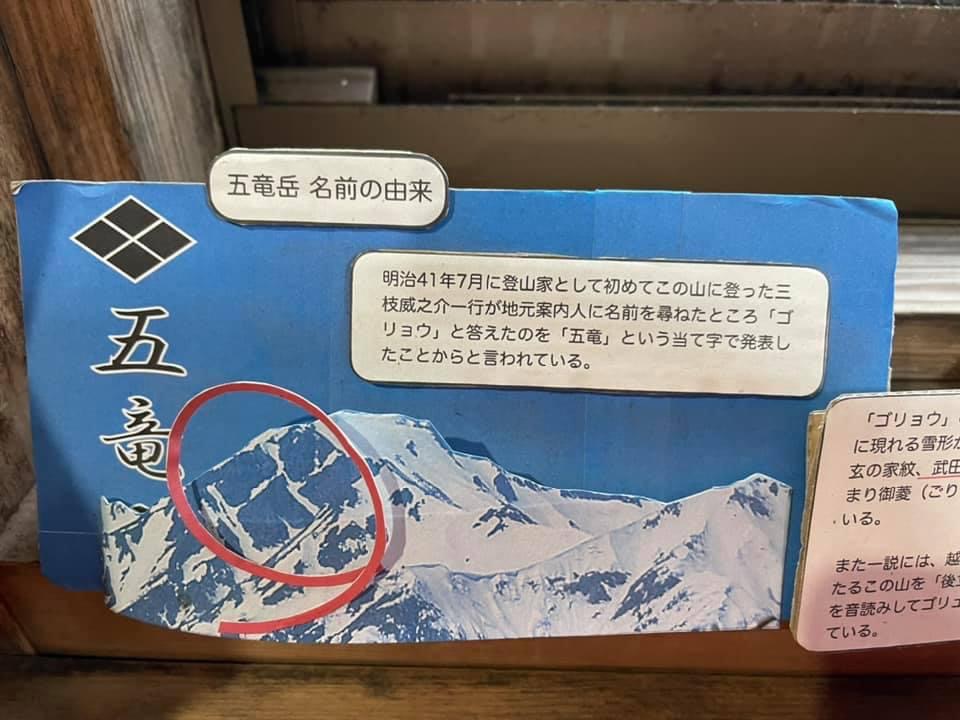 五竜岳 名前の由来
五
竜
明治41年7月に登山家として初めてこの山に登った三
枝威之介一行が地元案内人に名前を尋ねたところ「ゴ
リョウ」と答えたのを「五竜」という当て字で発表し
たことからと言われている。
「ゴリョウ」
に現れる雪形
玄の家紋、武田
まり御菱（ごり
いる。
また一説には、越
たるこの山を「後
を音読みしてゴリ
ている。